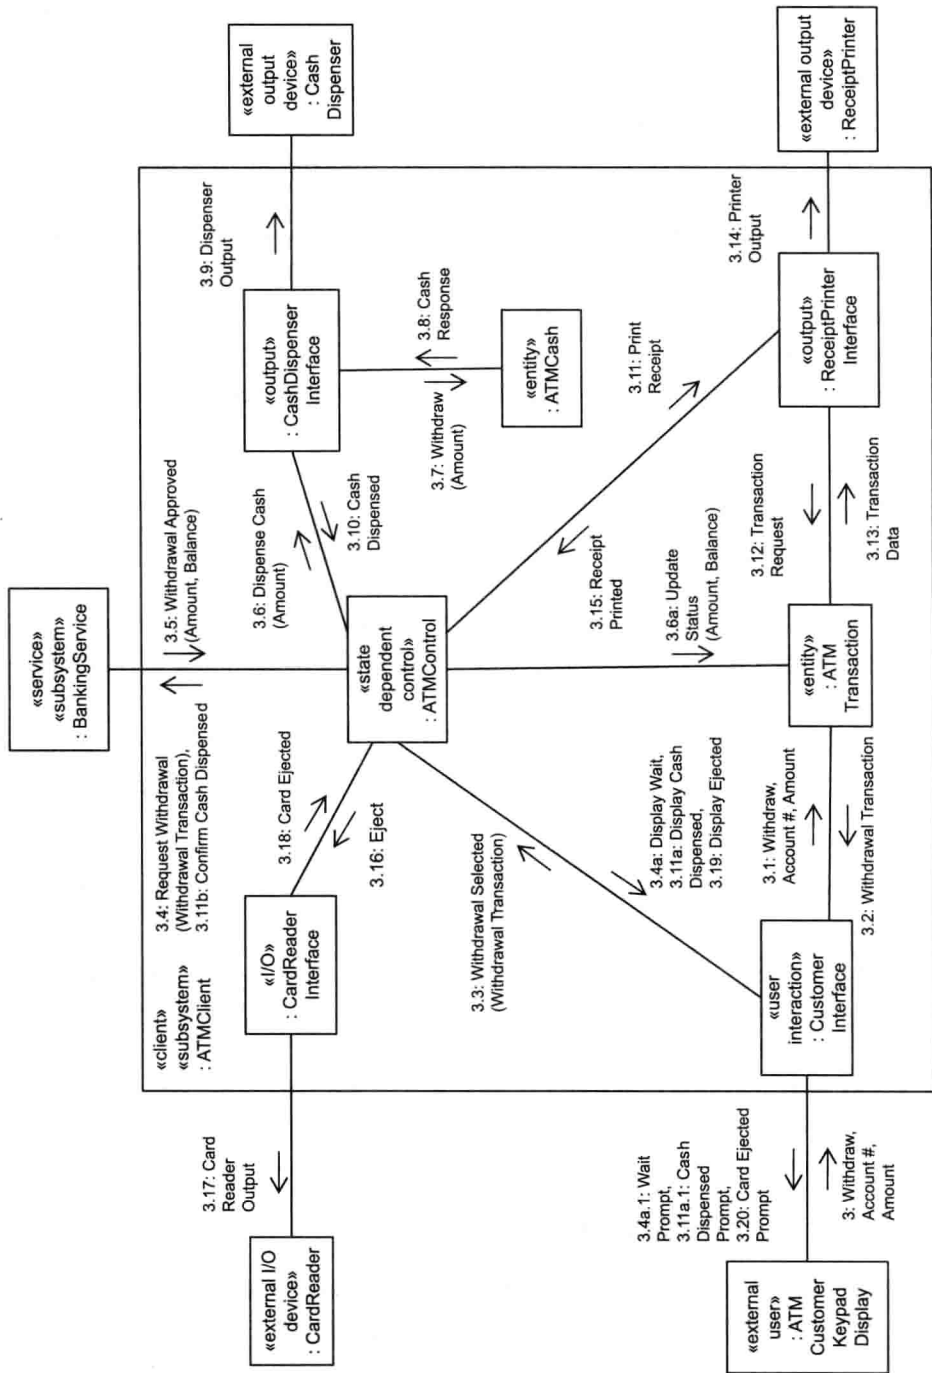 «service»
«subsystem»
: BankingService
«external
output
device»
: Cash
Dispenser
«external output
device»
: ReceiptPrinter
«external I/O
device»
: CardReader
«external
user»
: ATM
Customer
Keypad
Display
«client»
«subsystem»
: ATMClient
«I/O»
: CardReader
Interface
«output»
: CashDispenser
Interface
«entity»
: ATMCash
«state
dependent
control»
: ATMControl
«output»
: ReceiptPrinter
Interface
«entity»
: ATM
Transaction
«user
interaction»
: Customer
Interface
3: Withdraw,
Account #,
Amount
3.1: Withdraw,
Account #, Amount
3.2: Withdrawal Transaction
3.3: Withdrawal Selected
(Withdrawal Transaction)
3.4: Request Withdrawal
(Withdrawal Transaction),
3.11b: Confirm Cash Dispensed
3.4a: Display Wait,
3.11a: Display Cash
Dispensed,
3.19: Display Ejected
3.4a.1: Wait
Prompt,
3.11a.1: Cash
Dispensed
Prompt,
3.20: Card Ejected
Prompt
3.5: Withdrawal Approved
(Amount, Balance)
3.6: Dispense Cash
(Amount)
3.6a: Update
Status
(Amount, Balance)
3.7: Withdraw
(Amount)
3.8: Cash
Response
3.9: Dispenser
Output
3.10: Cash
Dispensed
3.11: Print
Receipt
3.12: Transaction
Request
3.13: Transaction
Data
3.14: Printer
Output
3.15: Receipt
Printed
3.16: Eject
3.17: Card
Reader
Output
3.18: Card Ejected